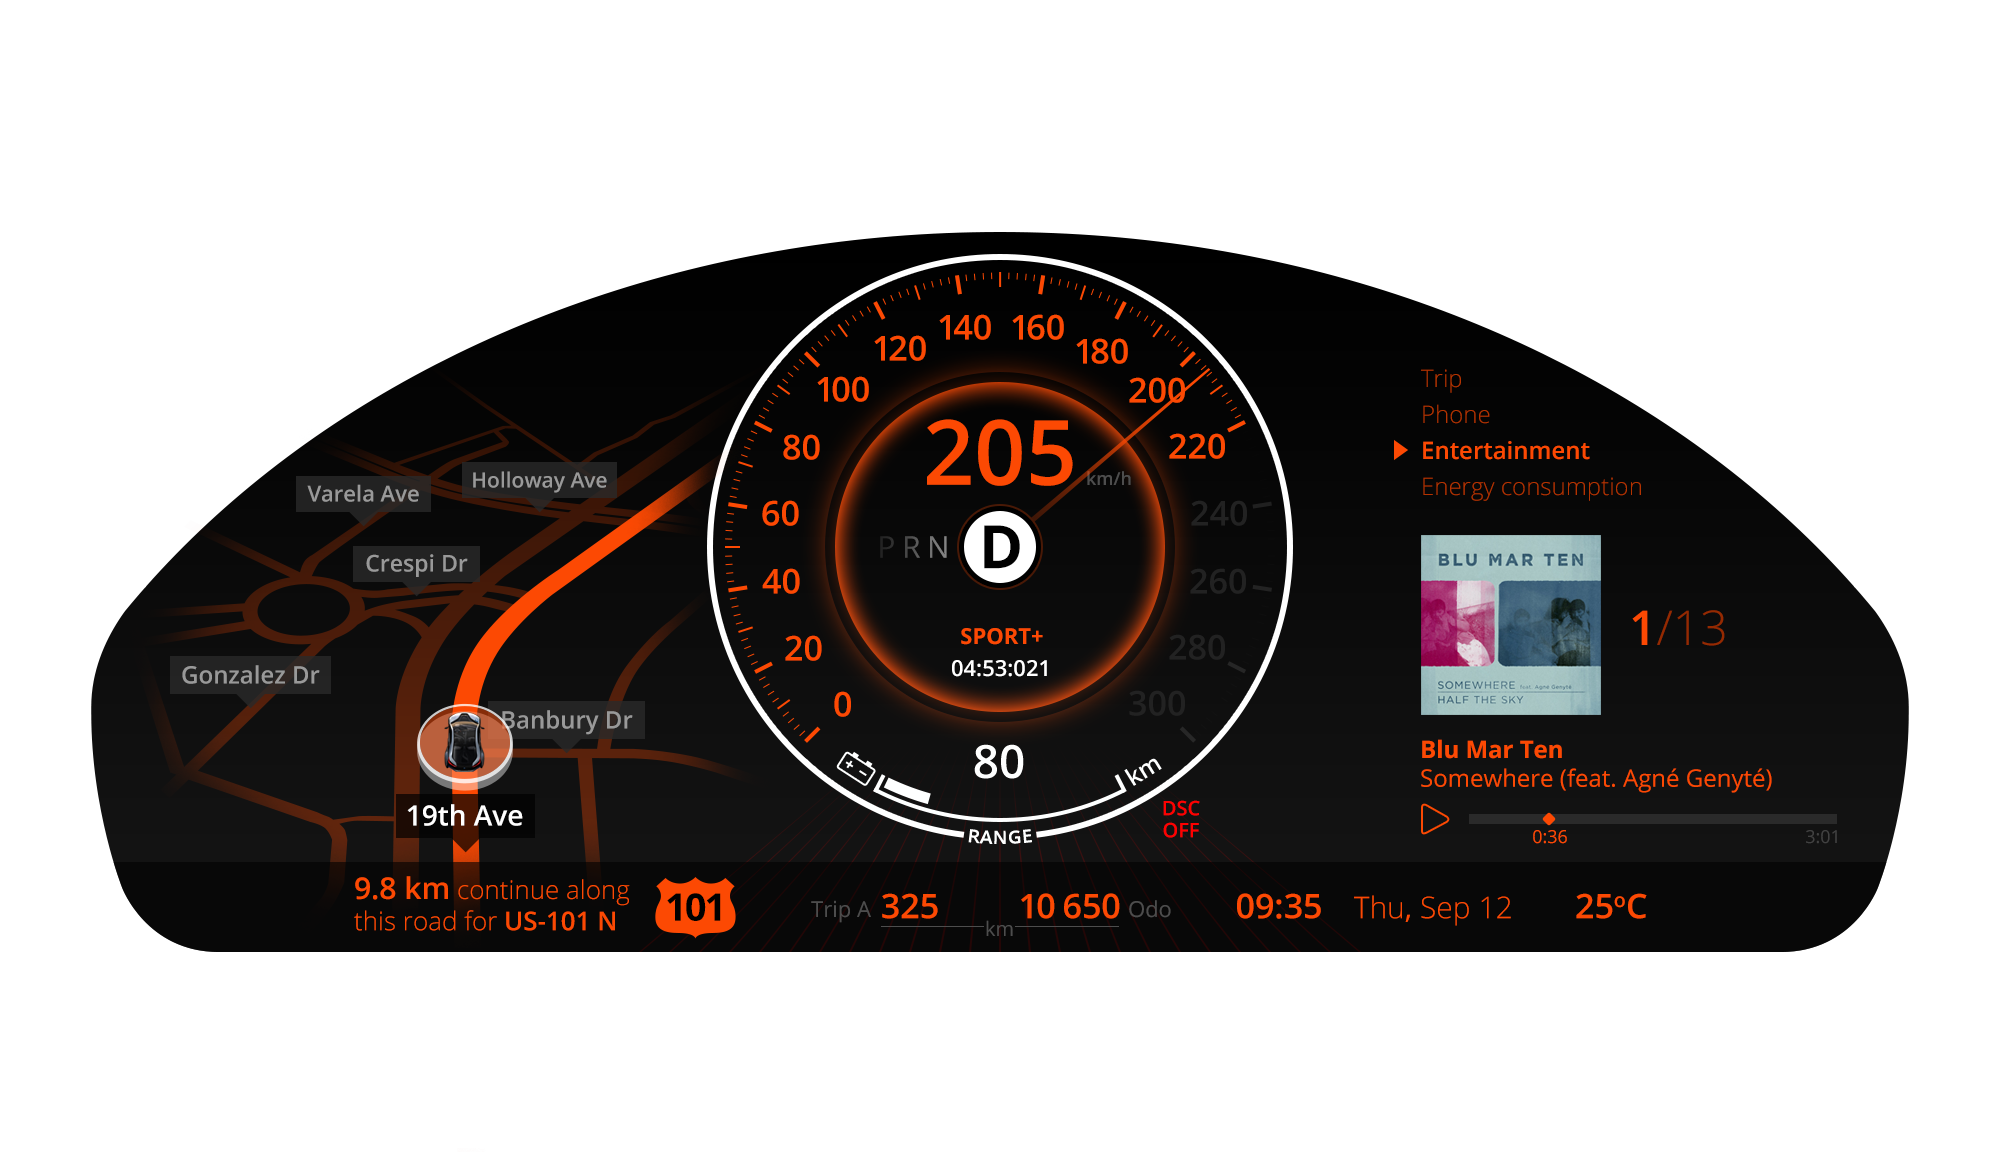 Varela Ave
Holloway Ave
Crespi Dr
Gonzalez Dr
Banbury Dr
19th Ave
9.8 km continue along
this road for US-101 N
101
0
20
40
60
80
100
120
140
160
180
200
220
240
260
280
300
205
km/h
P R N D
SPORT+
04:53:021
80
km
RANGE
DSC
OFF
Trip A 325
10 650 Odo
km
09:35 Thu, Sep 12 25ºC
Trip
Phone
Entertainment
Energy consumption
BLU MAR TEN
SOMEWHERE feat. Agné Genyté
HALF THE SKY
1/13
Blu Mar Ten
Somewhere (feat. Agné Genyté)
0:36
3:01